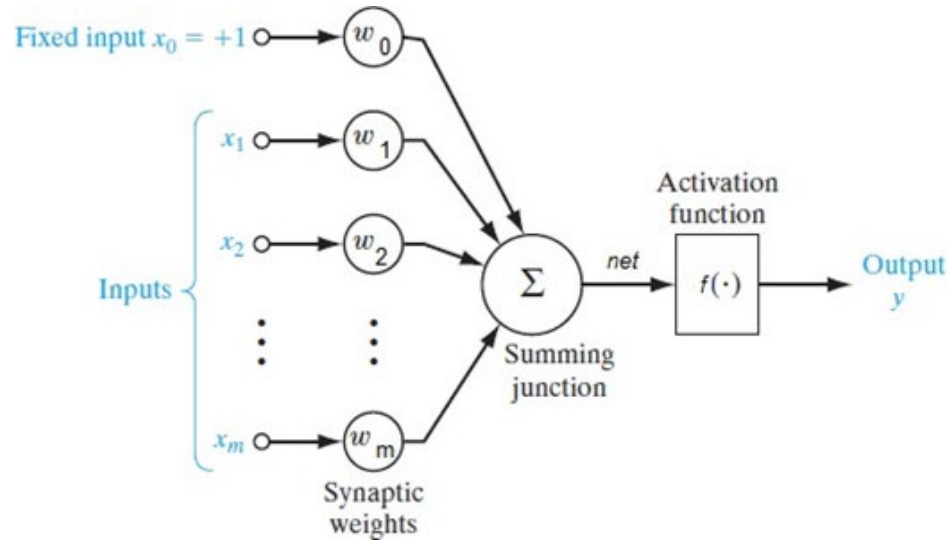 Fixed input x₀ = +1
w₀
x₁
w₁
x₂
w₂
Inputs
Σ
net
Activation
function
f(·)
Output
y
Summing
junction
xₘ
wₘ
Synaptic
weights